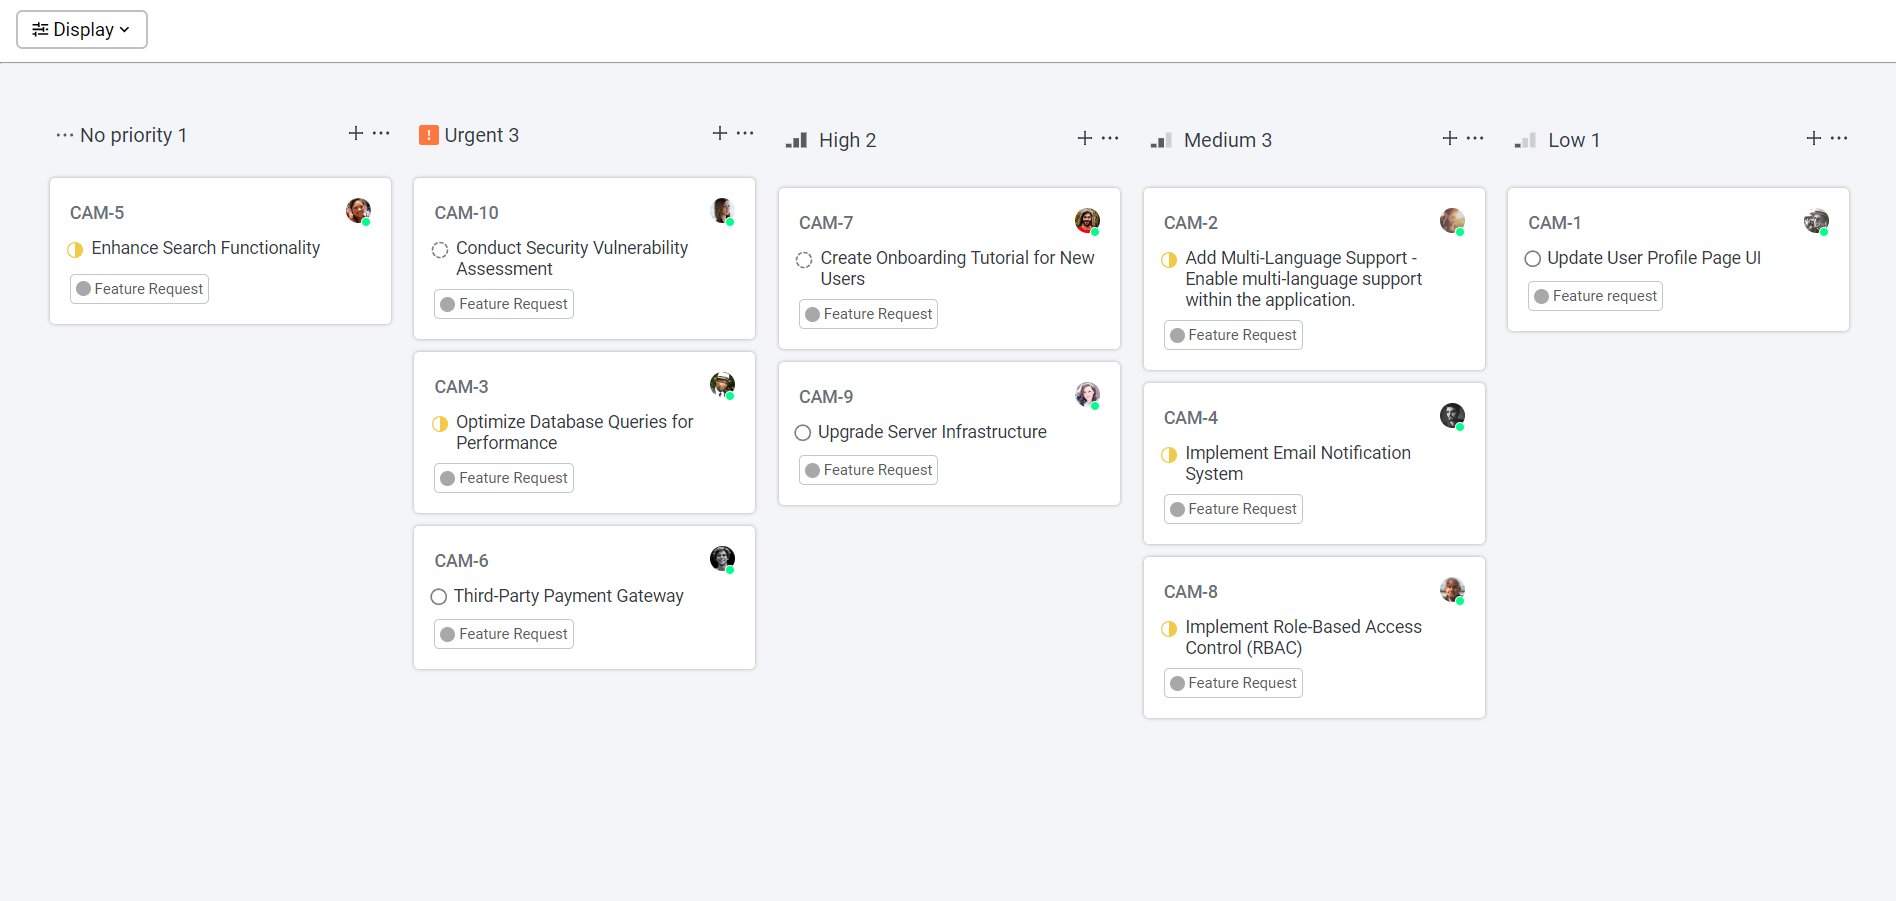 Display
No priority 1
CAM-5
Enhance Search Functionality
Feature Request
Urgent 3
CAM-10
Conduct Security Vulnerability
Assessment
Feature Request
CAM-3
Optimize Database Queries for
Performance
Feature Request
CAM-6
Third-Party Payment Gateway
Feature Request
High 2
CAM-7
Create Onboarding Tutorial for New
Users
Feature Request
CAM-9
Upgrade Server Infrastructure
Feature Request
Medium 3
CAM-2
Add Multi-Language Support -
Enable multi-language support
within the application.
Feature Request
CAM-4
Implement Email Notification
System
Feature Request
CAM-8
Implement Role-Based Access
Control (RBAC)
Feature Request
Low 1
CAM-1
Update User Profile Page UI
Feature request